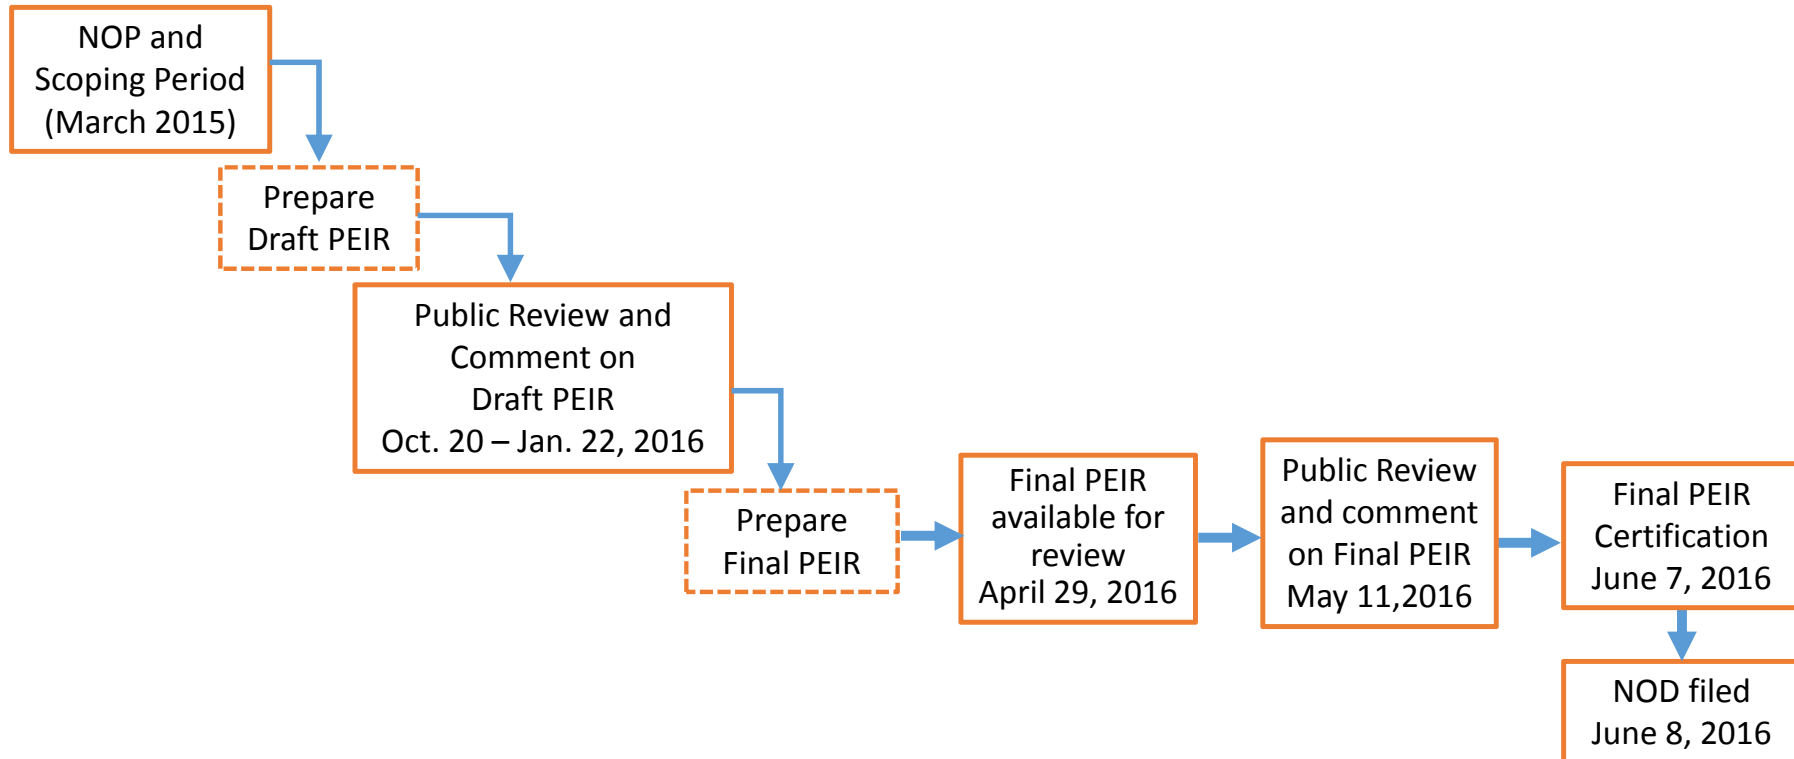 NOP and
Scoping Period
(March 2015)
Prepare
Draft PEIR
Public Review and
Comment on
Draft PEIR
Oct. 20 – Jan. 22, 2016
Prepare
Final PEIR
Final PEIR
available for
review
April 29, 2016
Public Review
and comment
on Final PEIR
May 11,2016
Final PEIR
Certification
June 7, 2016
NOD filed
June 8, 2016